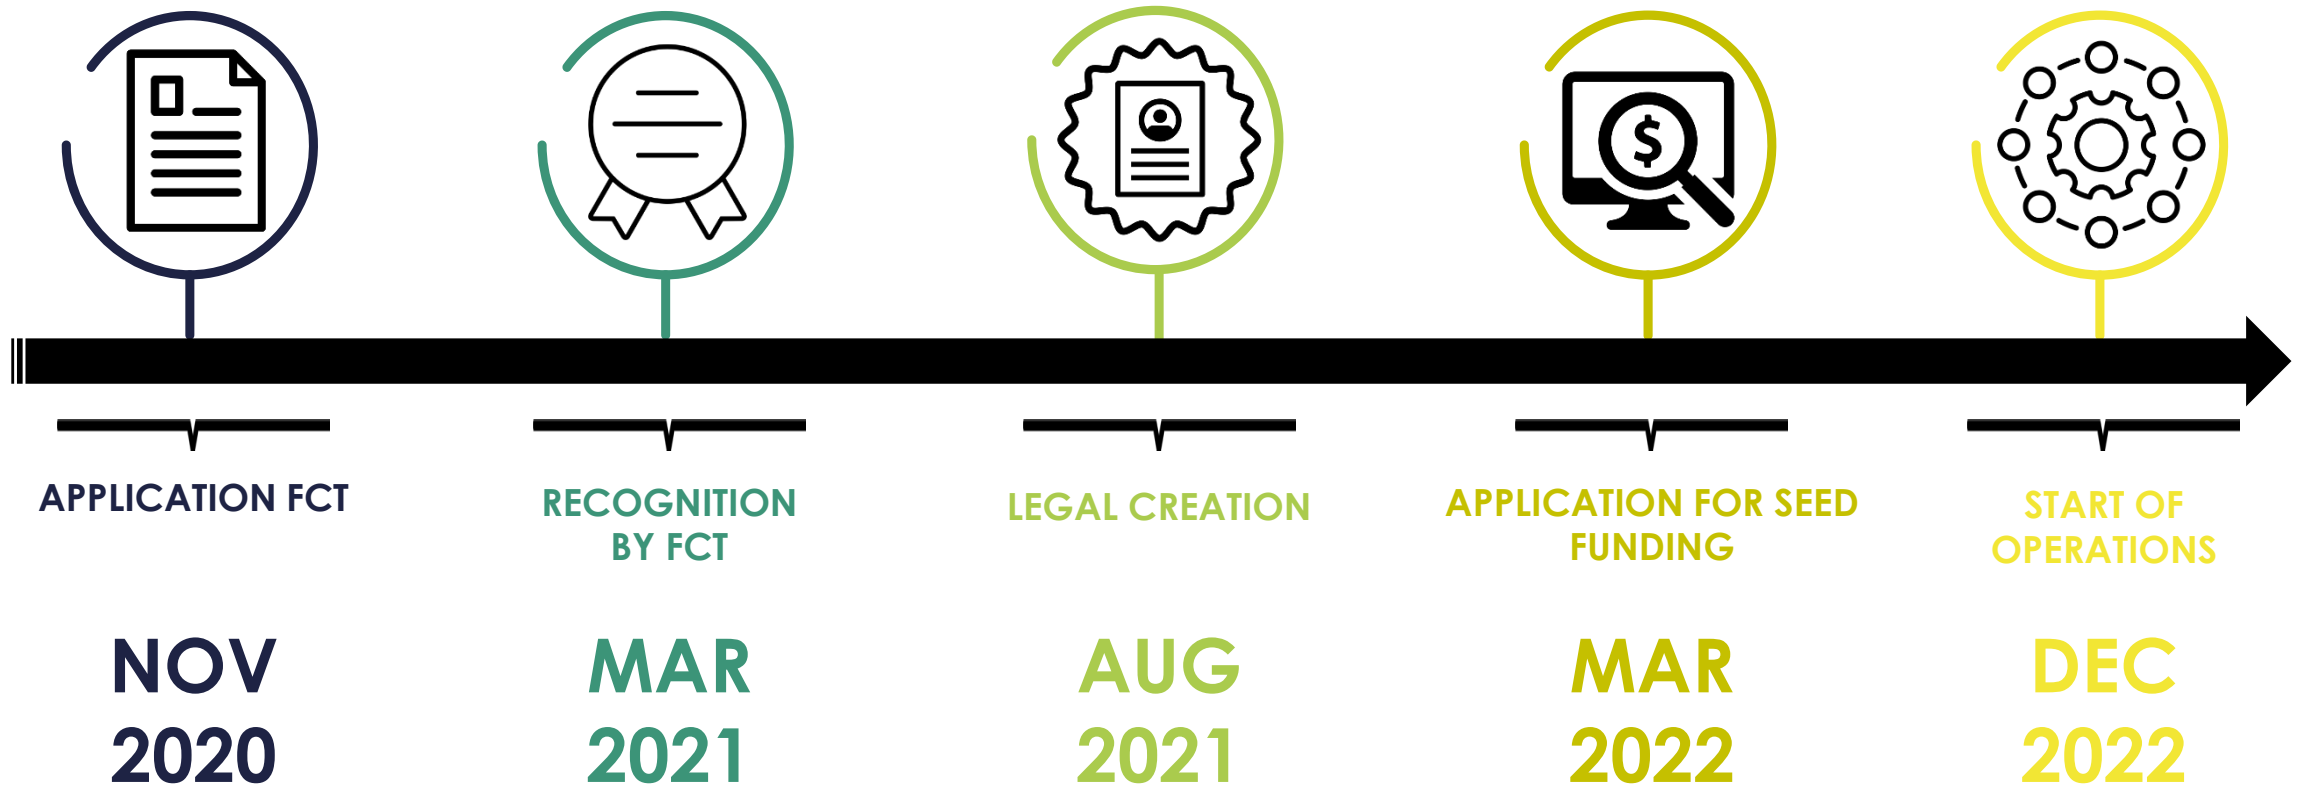 $
APPLICATION FCT
RECOGNITION
BY FCT
LEGAL CREATION
APPLICATION FOR SEED
FUNDING
START OF
OPERATIONS
NOV
2020
MAR
2021
AUG
2021
MAR
2022
DEC
2022